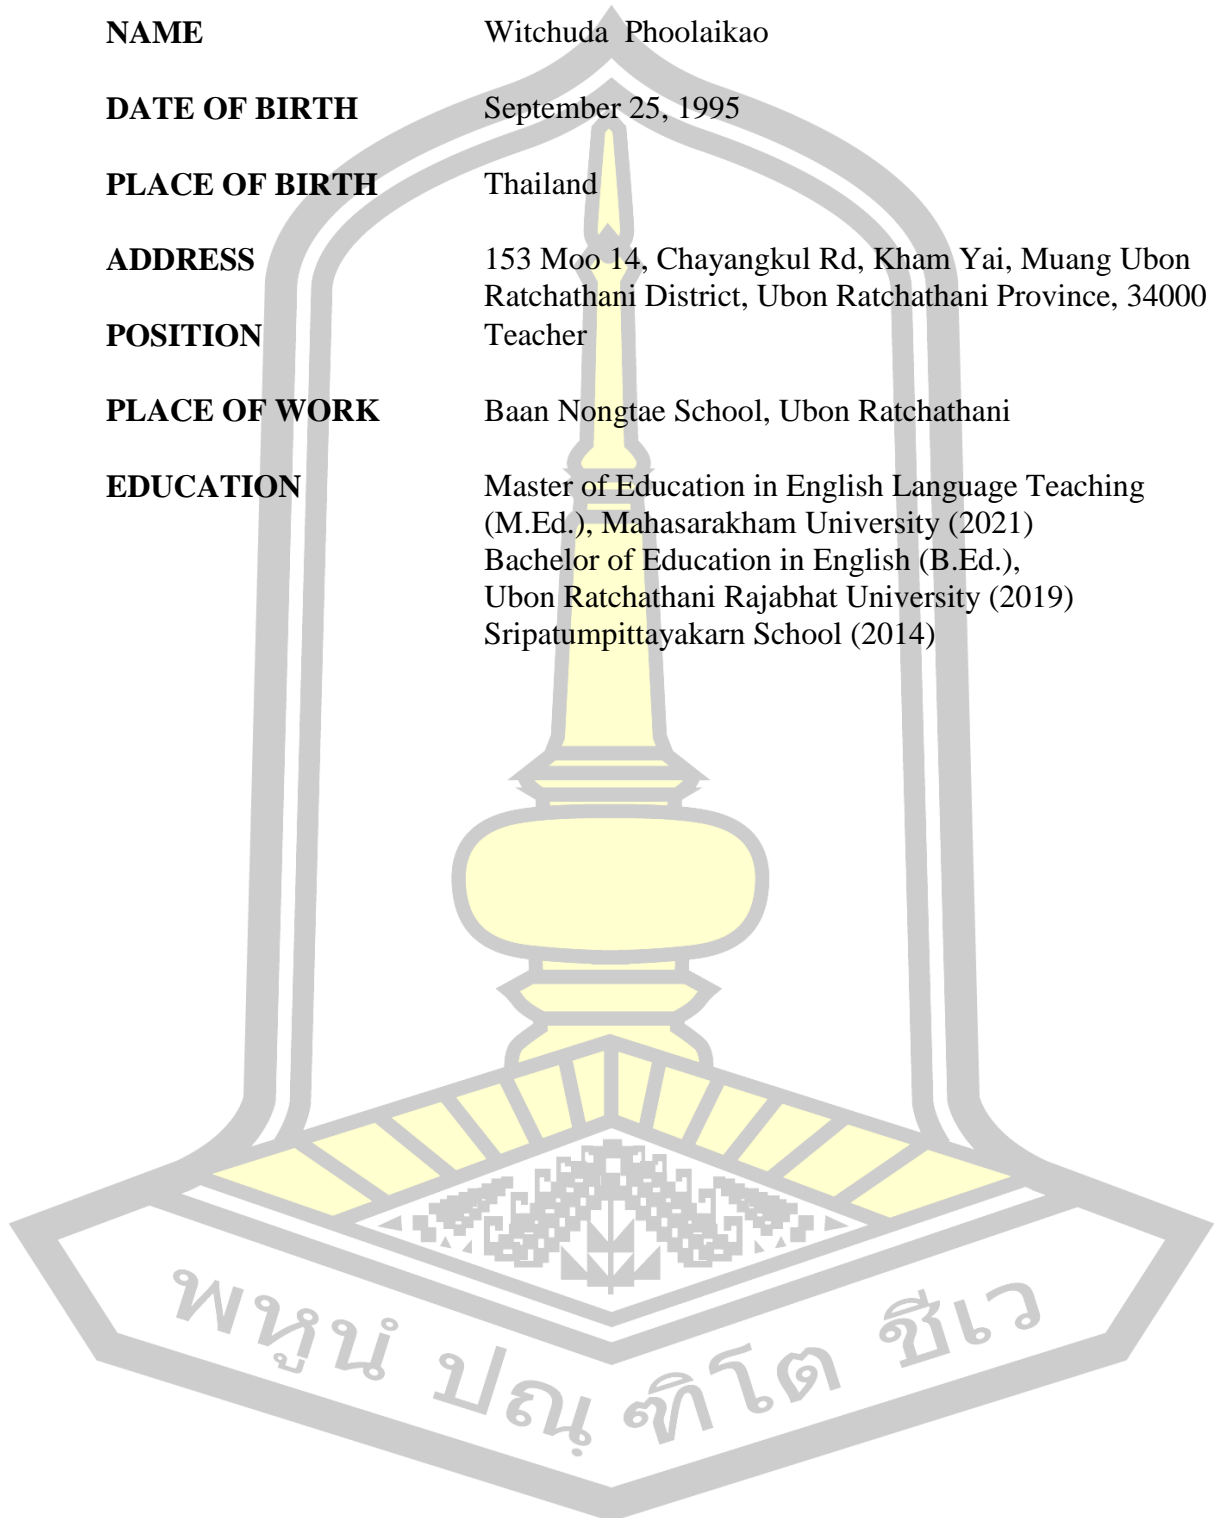 NAME Witchuda Phoolaikao
DATE OF BIRTH September 25, 1995
PLACE OF BIRTH Thailand
ADDRESS 153 Moo 14, Chayangkul Rd, Kham Yai, Muang Ubon
Ratchathani District, Ubon Ratchathani Province, 34000
POSITION Teacher
PLACE OF WORK Baan Nongtae School, Ubon Ratchathani
EDUCATION Master of Education in English Language Teaching
(M.Ed.), Mahasarakham University (2021)
Bachelor of Education in English (B.Ed.),
Ubon Ratchathani Rajabhat University (2019)
Sripatumpittayakarn School (2014)
พหูนํ ปณฺฑิโต ชีเว